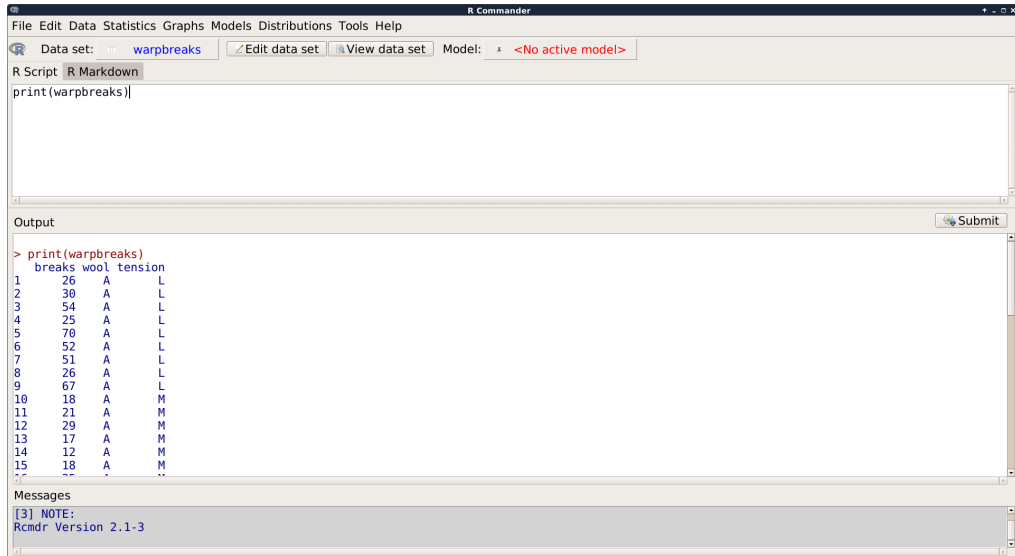 R Commander
File Edit Data Statistics Graphs Models Distributions Tools Help
Data set: warpbreaks Edit data set View data set Model: <No active model>
R Script R Markdown
print(warpbreaks)
Output Submit
> print(warpbreaks)
   breaks wool tension
1      26    A       L
2      30    A       L
3      54    A       L
4      25    A       L
5      70    A       L
6      52    A       L
7      51    A       L
8      26    A       L
9      67    A       L
10     18    A       M
11     21    A       M
12     29    A       M
13     17    A       M
14     12    A       M
15     18    A       M
Messages
[3] NOTE:
Rcmdr Version 2.1-3